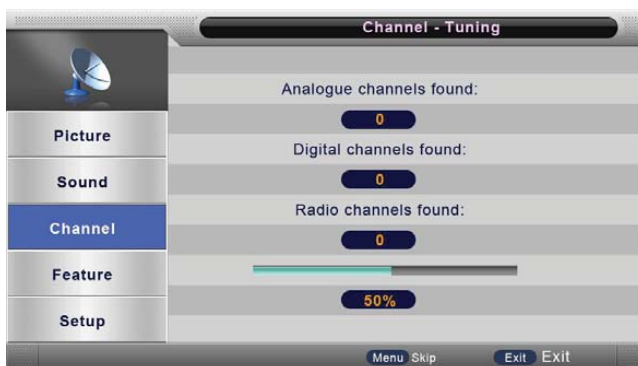 Channel - Tuning
Picture
Sound
Channel
Feature
Setup
Analogue channels found:
0
Digital channels found:
0
Radio channels found:
0
50%
Menu Skip
Exit Exit